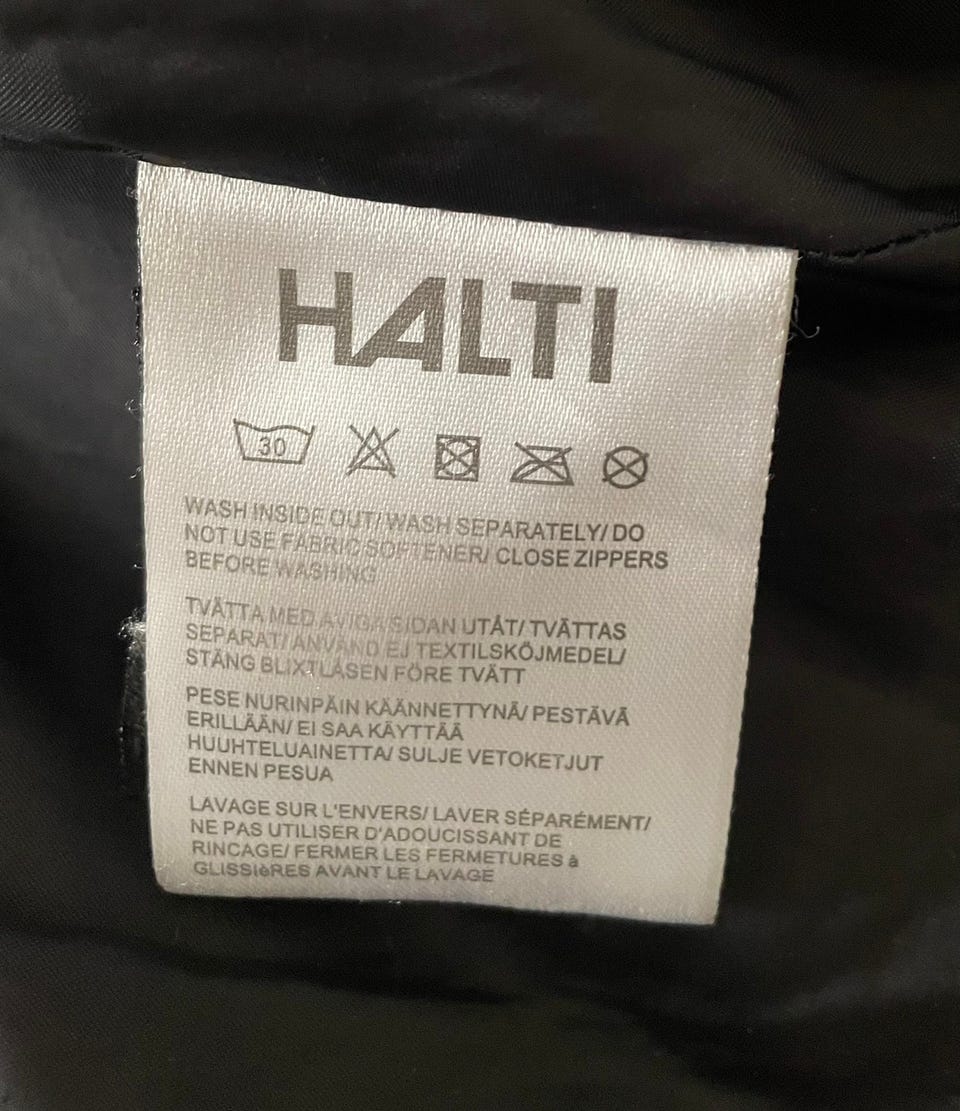 HALTI
30
WASH INSIDE OUT/ WASH SEPARATELY/ DO
NOT USE FABRIC SOFTENER/ CLOSE ZIPPERS
BEFORE WASHING
TVÄTTA MED AVIGA SIDAN UTÅT/ TVÄTTAS
SEPARAT/ ANVÄND EJ TEXTILSKÖJMEDEL/
STÄNG BLIXTLÅSEN FÖRE TVÄTT
PESE NURINPÄIN KÄÄNNETTYNÄ/ PESTÄVÄ
ERILLÄÄN/ EI SAA KÄYTTÄÄ
HUUHTELUAINETTA/ SULJE VETOKETJUT
ENNEN PESUA
LAVAGE SUR L'ENVERS/ LAVER SÉPARÉMENT/
NE PAS UTILISER D'ADOUCISSANT DE
RINCAGE/ FERMER LES FERMETURES à
GLISSIèRES AVANT LE LAVAGE